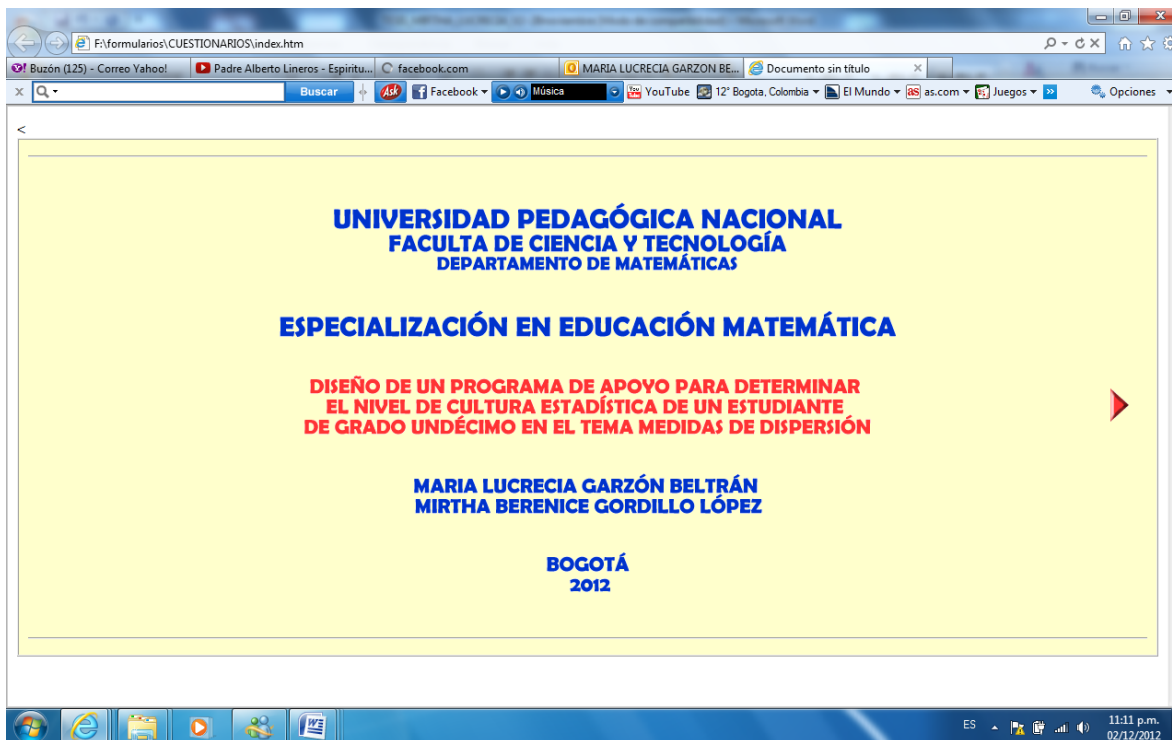 F:\formularios\CUESTIONARIOS\index.htm
Buzón (125) - Correo Yahoo!
Padre Alberto Lineros - Espiritu...
facebook.com
MARIA LUCRECIA GARZON BE...
Documento sin título
Buscar
Ask
Facebook
Música
YouTube
12° Bogota, Colombia
El Mundo
as.com
Juegos
Opciones
<
UNIVERSIDAD PEDAGÓGICA NACIONAL
FACULTA DE CIENCIA Y TECNOLOGÍA
DEPARTAMENTO DE MATEMÁTICAS
ESPECIALIZACIÓN EN EDUCACIÓN MATEMÁTICA
DISEÑO DE UN PROGRAMA DE APOYO PARA DETERMINAR
EL NIVEL DE CULTURA ESTADÍSTICA DE UN ESTUDIANTE
DE GRADO UNDÉCIMO EN EL TEMA MEDIDAS DE DISPERSIÓN
MARIA LUCRECIA GARZÓN BELTRÁN
MIRTHA BERENICE GORDILLO LÓPEZ
BOGOTÁ
2012
ES
11:11 p.m.
02/12/2012